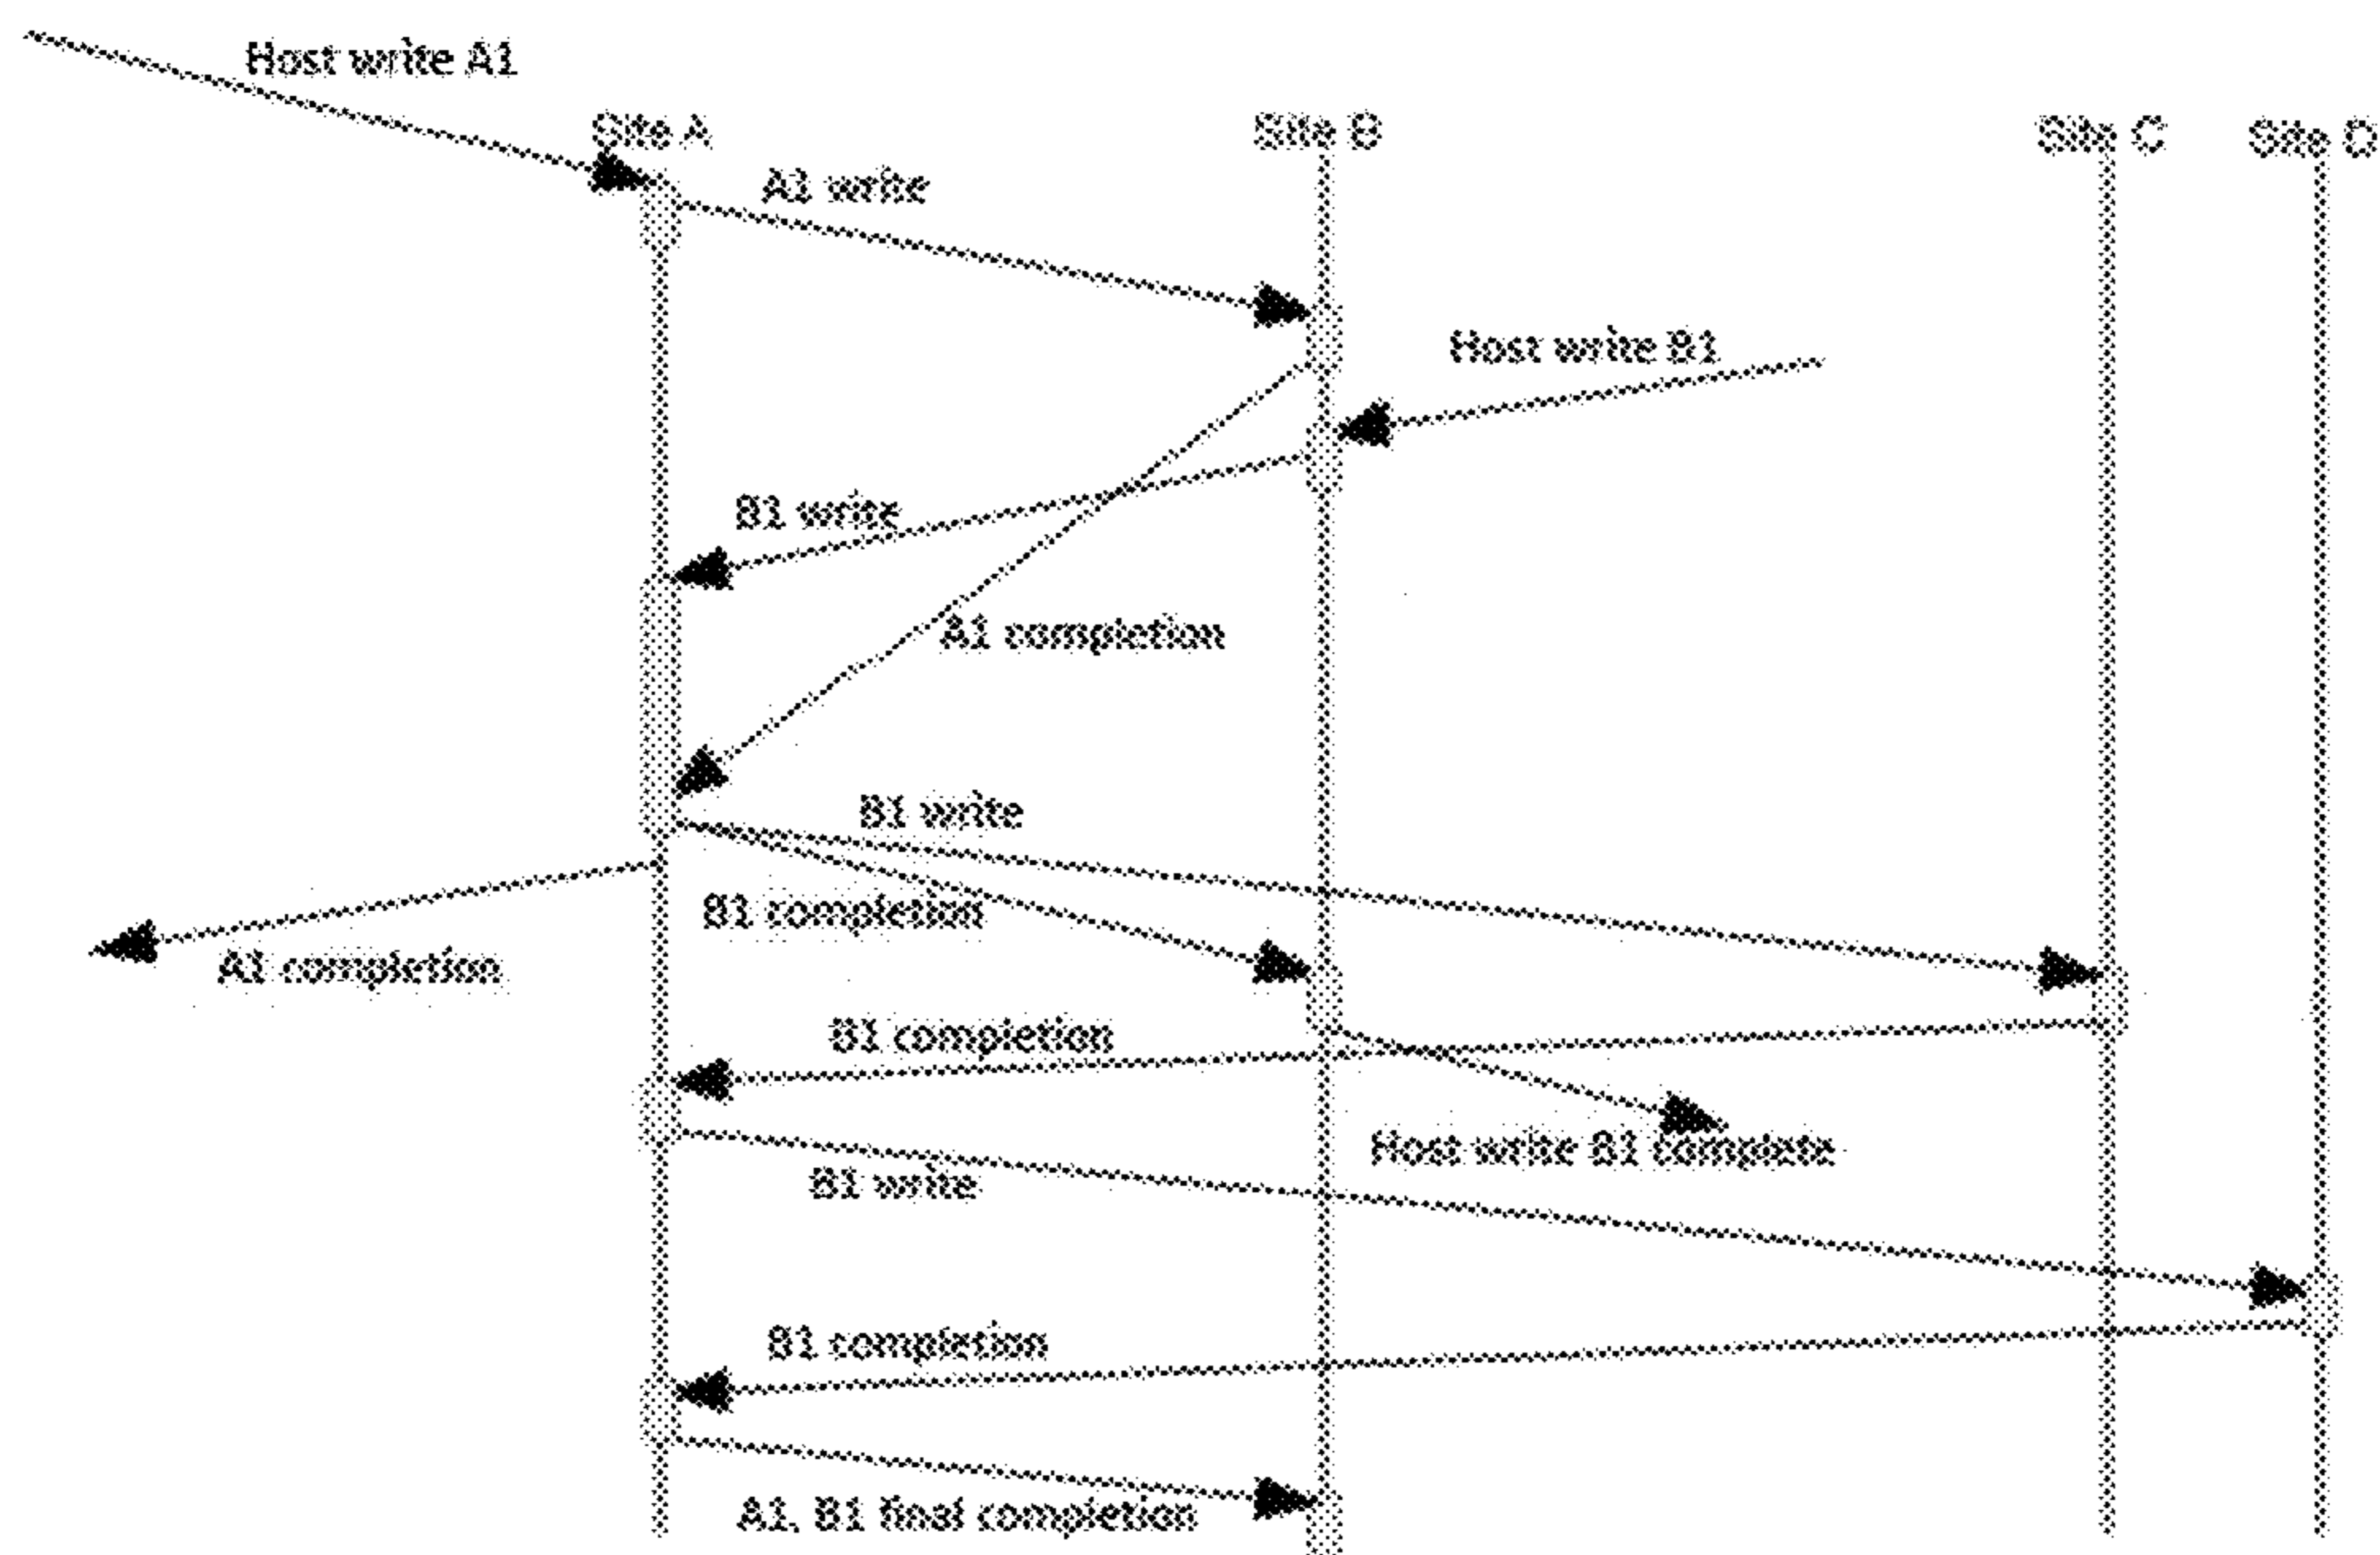 Host write A1
Site A
Site B
Site C
Site D
A1 write
Host write B1
B1 write
A1 completion
B1 write
B1 completion
A1 completion
B1 completion
Host write B1 complete
B1 write
B1 completion
A1, B1 final completion